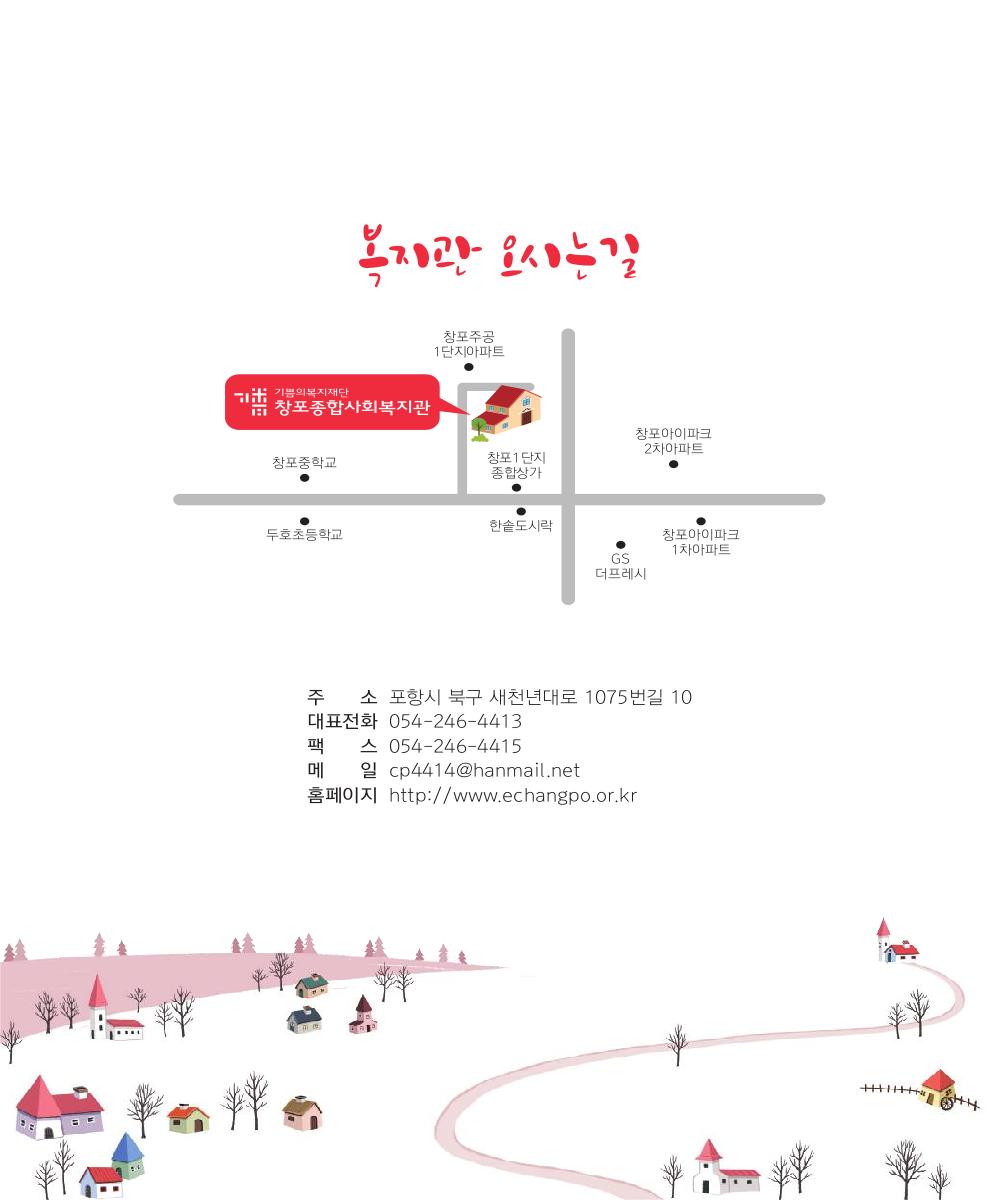 복지관 오시는길
창포주공
1단지아파트
기쁨의복지재단
창포종합사회복지관
창포아이파크
2차아파트
창포1단지
종합상가
창포중학교
한솥도시락
두호초등학교
창포아이파크
1차아파트
GS
더프레시
주 소 포항시 북구 새천년대로 1075번길 10
대표전화 054-246-4413
팩 스 054-246-4415
메 일 cp4414@hanmail.net
홈페이지 http://www.echangpo.or.kr